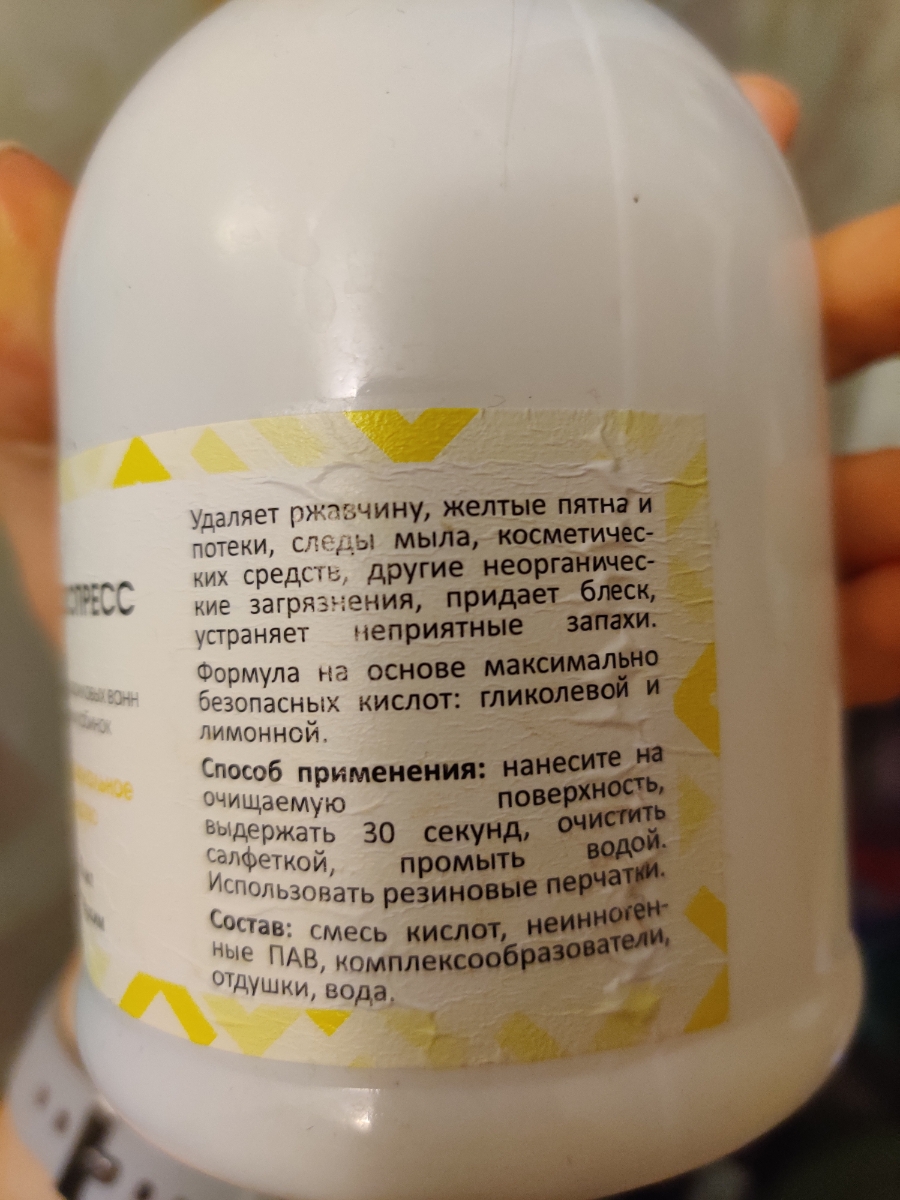 Удаляет ржавчину, желтые пятна и
потеки, следы мыла, косметичес-
ких средств, другие неорганичес-
кие загрязнения, придает блеск,
устраняет неприятные запахи.
Формула на основе максимально
безопасных кислот: гликолевой и
лимонной.
Способ применения: нанесите на
очищаемую поверхность,
выдержать 30 секунд, очистить
салфеткой, промыть водой.
Использовать резиновые перчатки.
Состав: смесь кислот, неинноген-
ные ПАВ, комплексообразователи,
отдушки, вода.